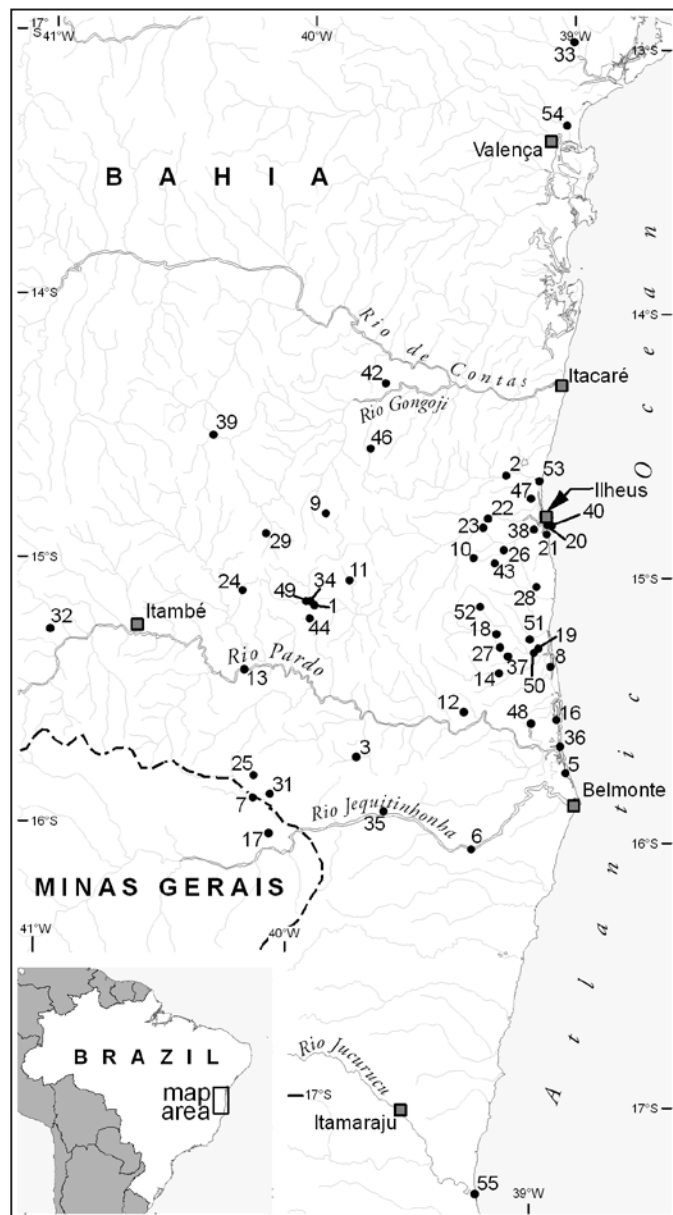 17°
S
41°
W
40°W
39°W
33
13°S
54
Valença
B A H I A
14°S
14°S
Rio de Contas
42
Itacaré
Rio Gongoji
39
46
2
53
47
Ilheus
9
22
40
23
38
20
29
21
10
26
15°S
15°S
43
11
34
24
49
1
28
52
44
32
Itambé
18
51
19
Rio Pardo
27
8
13
37
14
50
12
48
16
36
3
25
5
31
Belmonte
7
Rio Jequitinhonha
35
16°S
17
6
16°S
MINAS GERAIS
41°W
40°W
Atlantic Ocean
BRAZIL
map
area
Rio Jucurucu
17°S
17°S
Itamaraju
55
39°W